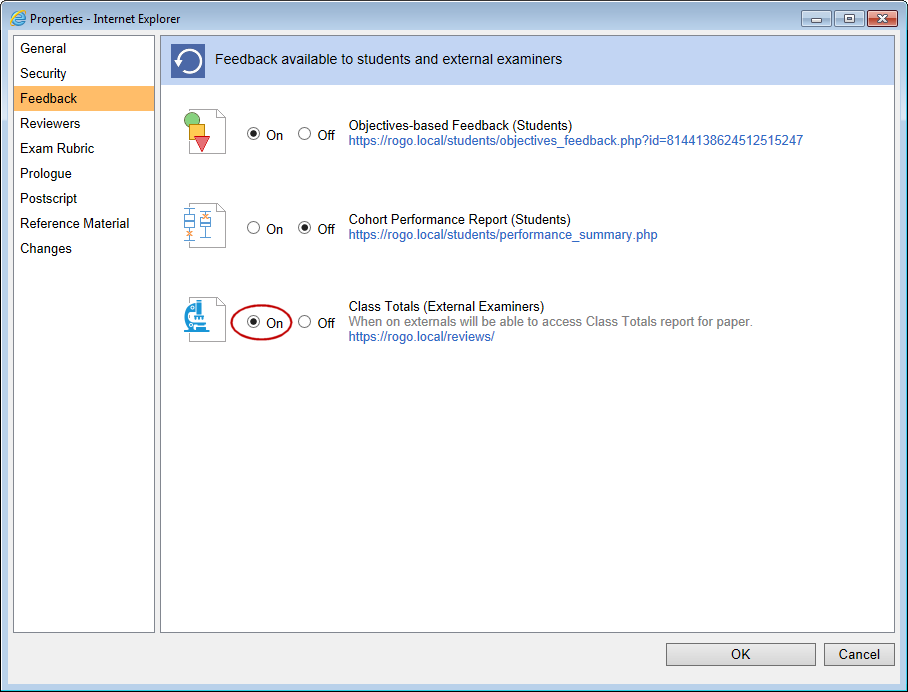 Properties - Internet Explorer
General
Security
Feedback
Reviewers
Exam Rubric
Prologue
Postscript
Reference Material
Changes
Feedback available to students and external examiners
On Off
Objectives-based Feedback (Students)
https://rogo.local/students/objectives_feedback.php?id=8144138624512515247
On Off
Cohort Performance Report (Students)
https://rogo.local/students/performance_summary.php
On Off
Class Totals (External Examiners)
When on externals will be able to access Class Totals report for paper.
https://rogo.local/reviews/
OK Cancel